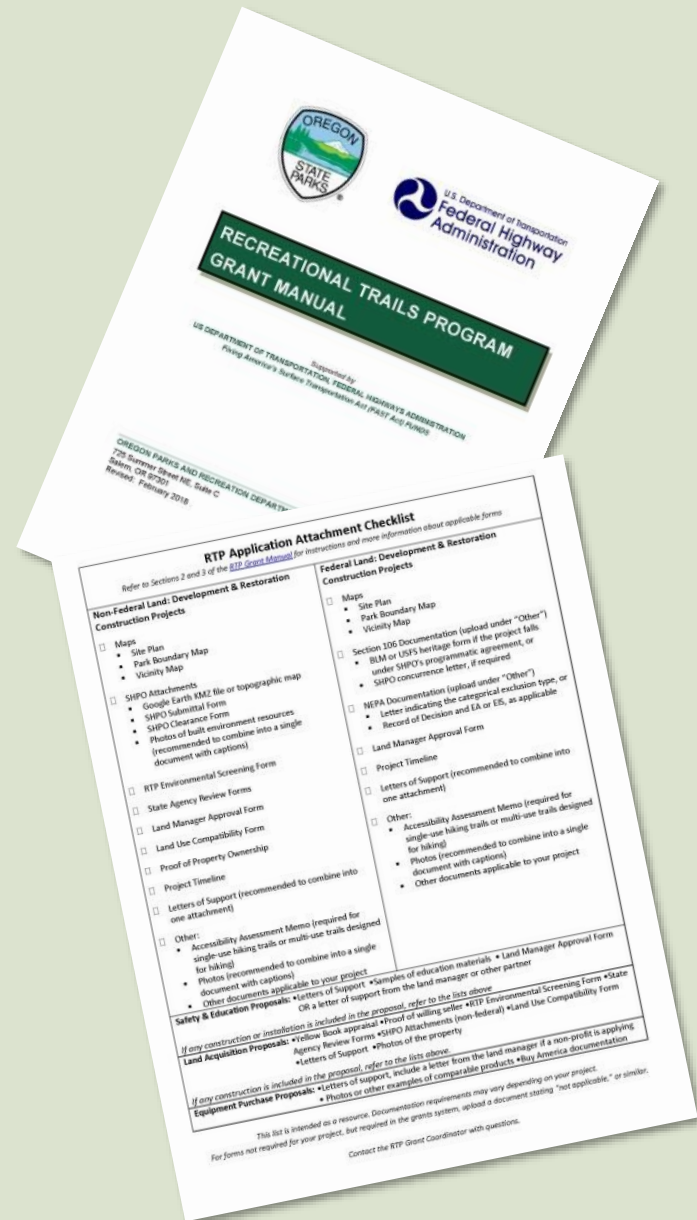 OREGON
STATE
PARKS
U.S. Department of Transportation
Federal Highway
Administration
RECREATIONAL TRAILS PROGRAM
GRANT MANUAL
Supported by
US DEPARTMENT OF TRANSPORTATION, FEDERAL HIGHWAYS ADMINISTRATION
Fixing America's Surface Transportation Act (FAST Act) FUNDS
OREGON PARKS AND RECREATION DEPARTM
725 Summer Street NE, Suite C
Salem, OR 97301
Revised: February 2018
RTP Application Attachment Checklist
Refer to Sections 2 and 3 of the RTP Grant Manual for instructions and more information about applicable forms
Non-Federal Land: Development & Restoration
Construction Projects
Maps
• Site Plan
• Park Boundary Map
• Vicinity Map
SHPO Attachments
• Google Earth KMZ file or topographic map
• SHPO Submittal Form
• SHPO Clearance Form
• Photos of built environment resources
(recommended to combine into a single
document with captions)
RTP Environmental Screening Form
State Agency Review Forms
Land Manager Approval Form
Land Use Compatibility Form
Proof of Property Ownership
Project Timeline
Letters of Support (recommended to combine into
one attachment)
Other:
• Accessibility Assessment Memo (required for
single-use hiking trails or multi-use trails designed
for hiking)
• Photos (recommended to combine into a single
document with captions)
• Other documents applicable to your project
Federal Land: Development & Restoration
Construction Projects
Maps
• Site Plan
• Park Boundary Map
• Vicinity Map
Section 106 Documentation (upload under "Other")
• BLM or USFS heritage form if the project falls
under SHPO's programmatic agreement, or
• SHPO concurrence letter, if required
NEPA Documentation (upload under "Other")
• Letter indicating the categorical exclusion type, or
• Record of Decision and EA or EIS, as applicable
Land Manager Approval Form
Project Timeline
Letters of Support (recommended to combine into
one attachment)
Other:
• Accessibility Assessment Memo (required for
single-use hiking trails or multi-use trails designed
for hiking)
• Photos (recommended to combine into a single
document with captions)
• Other documents applicable to your project
Safety & Education Proposals: •Letters of Support •Samples of education materials • Land Manager Approval Form
OR a letter of support from the land manager or other partner
If any construction or installation is included in the proposal, refer to the lists above
Land Acquisition Proposals: •Yellow Book appraisal •Proof of willing seller •RTP Environmental Screening Form •State
Agency Review Forms •SHPO Attachments (non-federal) •Land Use Compatibility Form
•Letters of Support •Photos of the property
If any construction is included in the proposal, refer to the lists above.
Equipment Purchase Proposals: •Letters of support, include a letter from the land manager if a non-profit is applying
• Photos or other examples of comparable products •Buy America documentation
This list is intended as a resource. Documentation requirements may vary depending on your project.
For forms not required for your project, but required in the grants system, upload a document stating "not applicable," or similar.
Contact the RTP Grant Coordinator with questions.